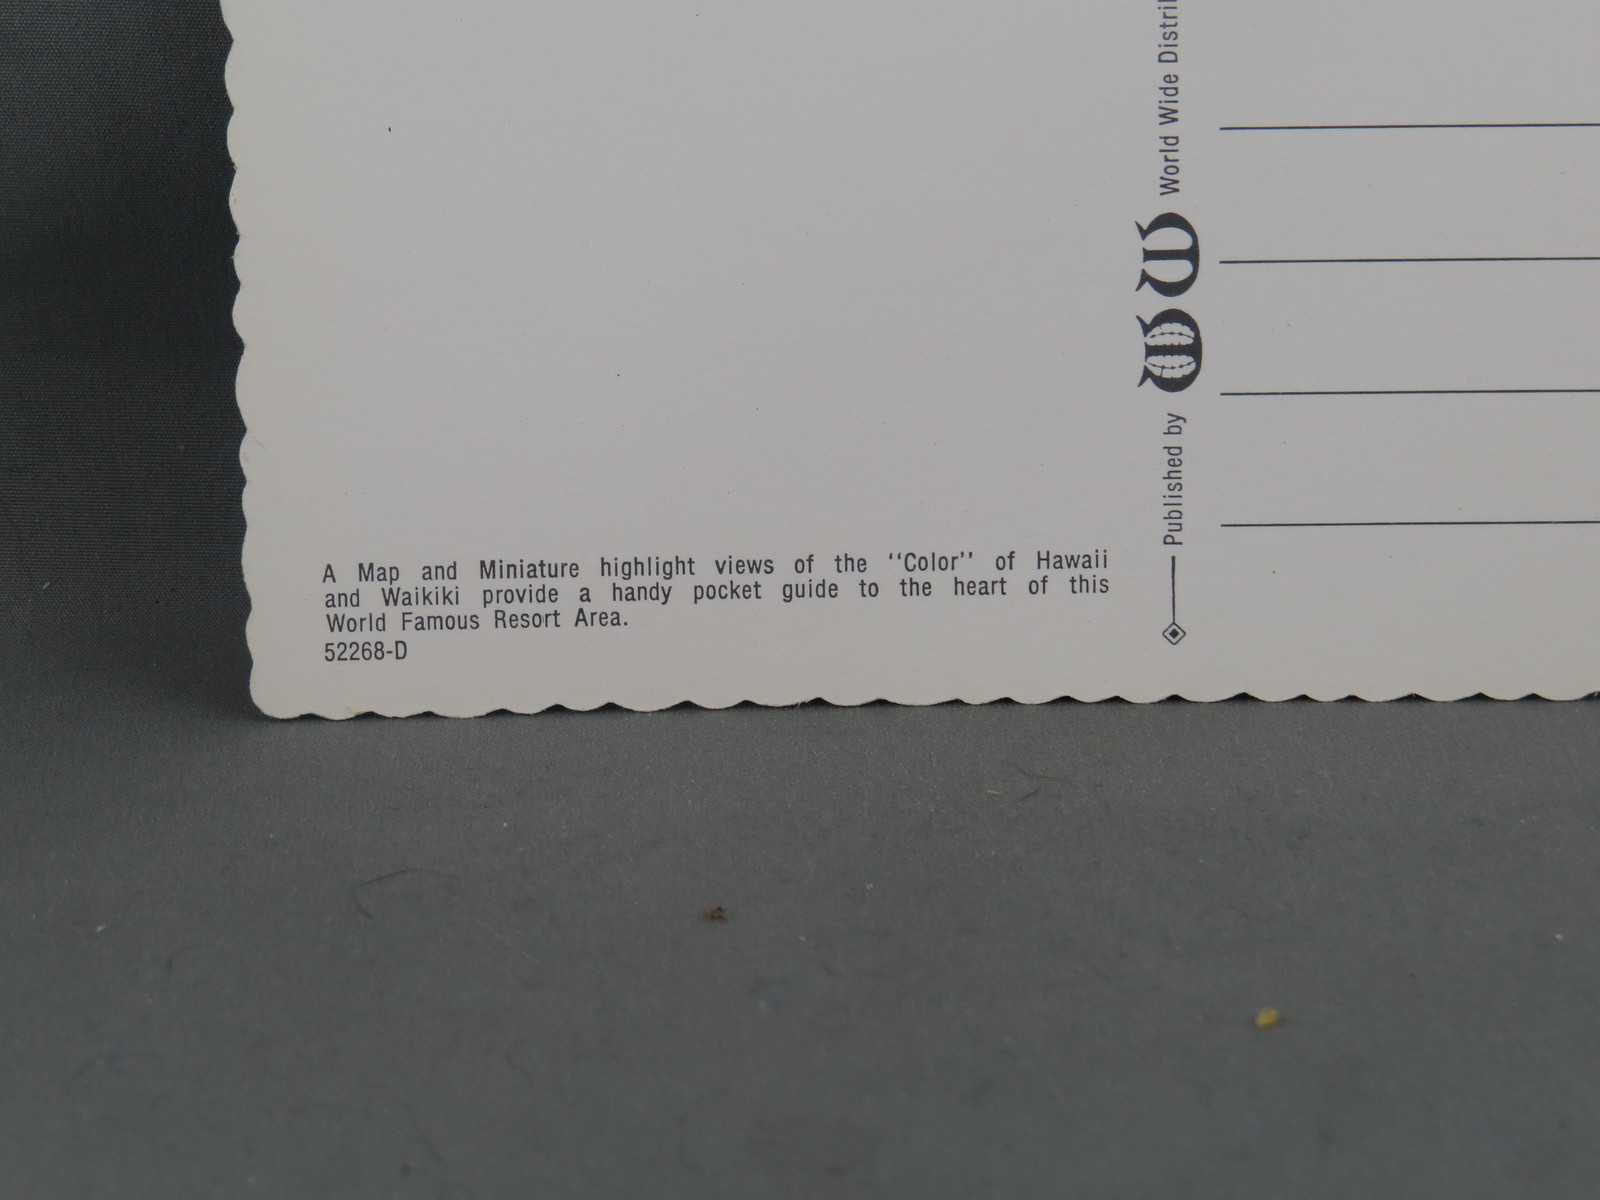 A Map and Miniature highlight views of the "Color" of Hawaii
and Waikiki provide a handy pocket guide to the heart of this
World Famous Resort Area.
52268-D
Published by W W World Wide Distrib